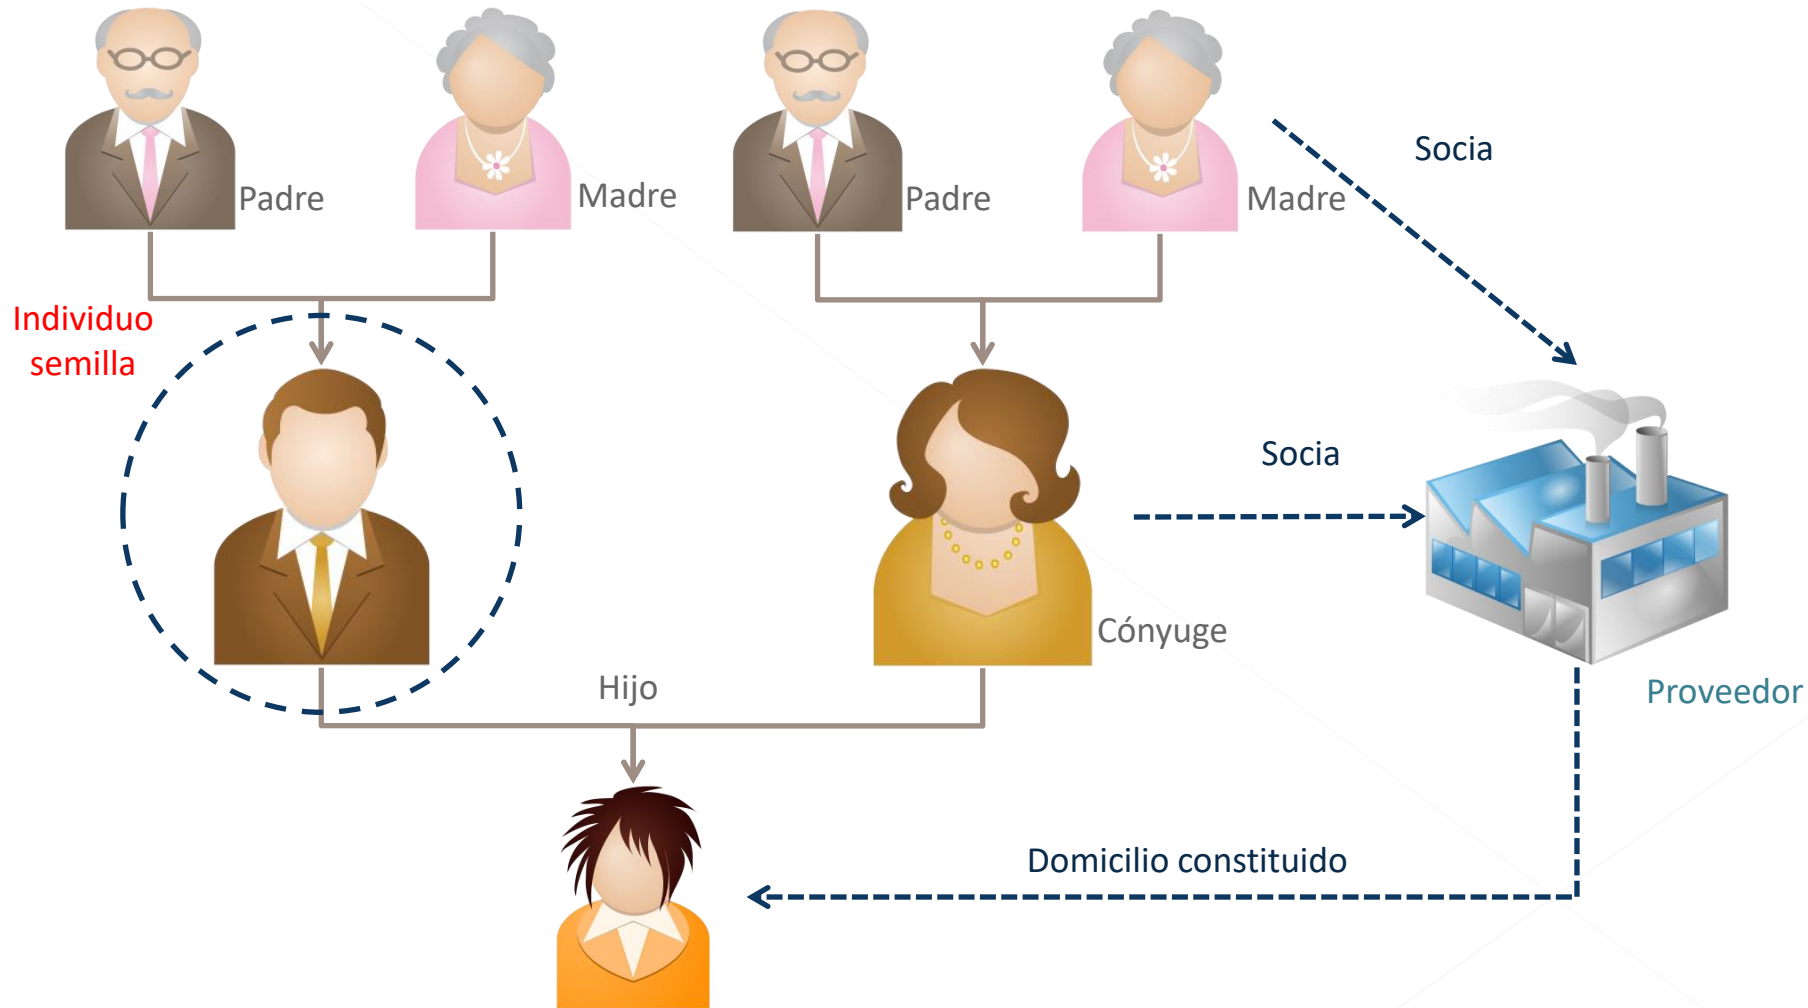 Padre
Madre
Padre
Madre
Socia
Individuo
semilla
Socia
Cónyuge
Hijo
Proveedor
Domicilio constituido